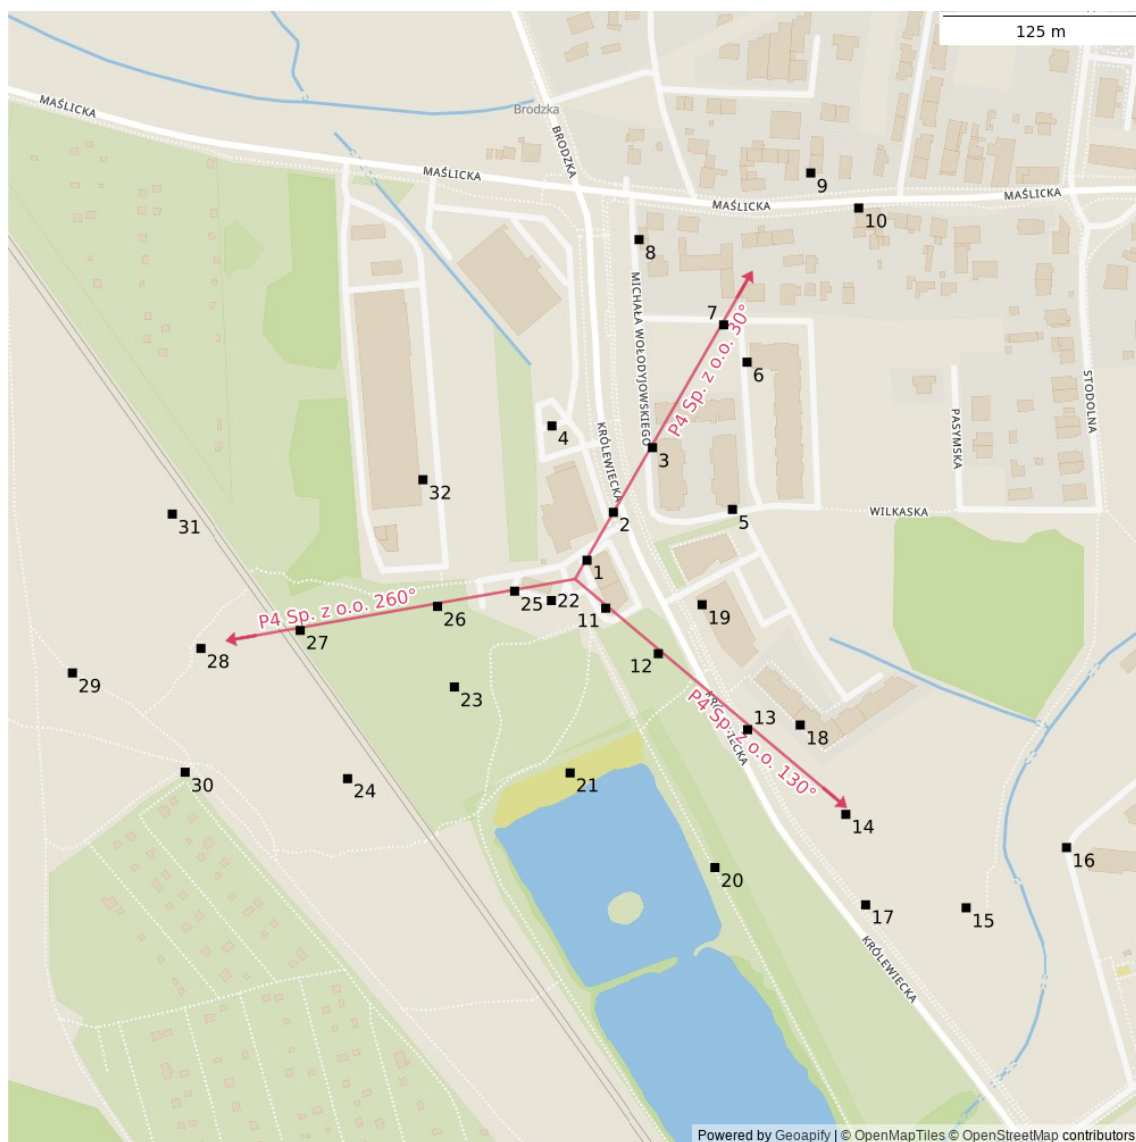 125 m
MAŚLICKA
Brodzka
BRODZKA
MAŚLICKA
9
MAŚLICKA
MAŚLICKA
10
8
MICHAŁA WOŁODYJOWSKIEGO
7
P4 Sp. z o.o. 30°
6
STODOLNA
PASYMSKA
4
KRÓLEWIECKA
3
32
31
2
5
WILKASKA
1
P4 Sp. z o.o. 260°
25
22
26
11
19
27
12
28
29
23
KRÓLEWIECKA
13
P4 Sp. z o.o. 130°
18
30
24
21
14
16
20
17
15
KRÓLEWIECKA
Powered by Geoapify | © OpenMapTiles © OpenStreetMap contributors